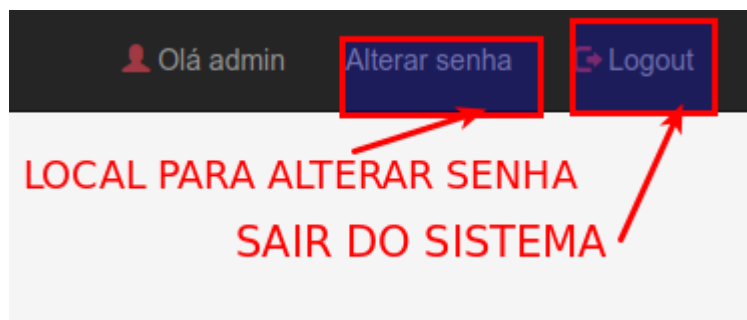 Olá admin Alterar senha Logout
LOCAL PARA ALTERAR SENHA
SAIR DO SISTEMA